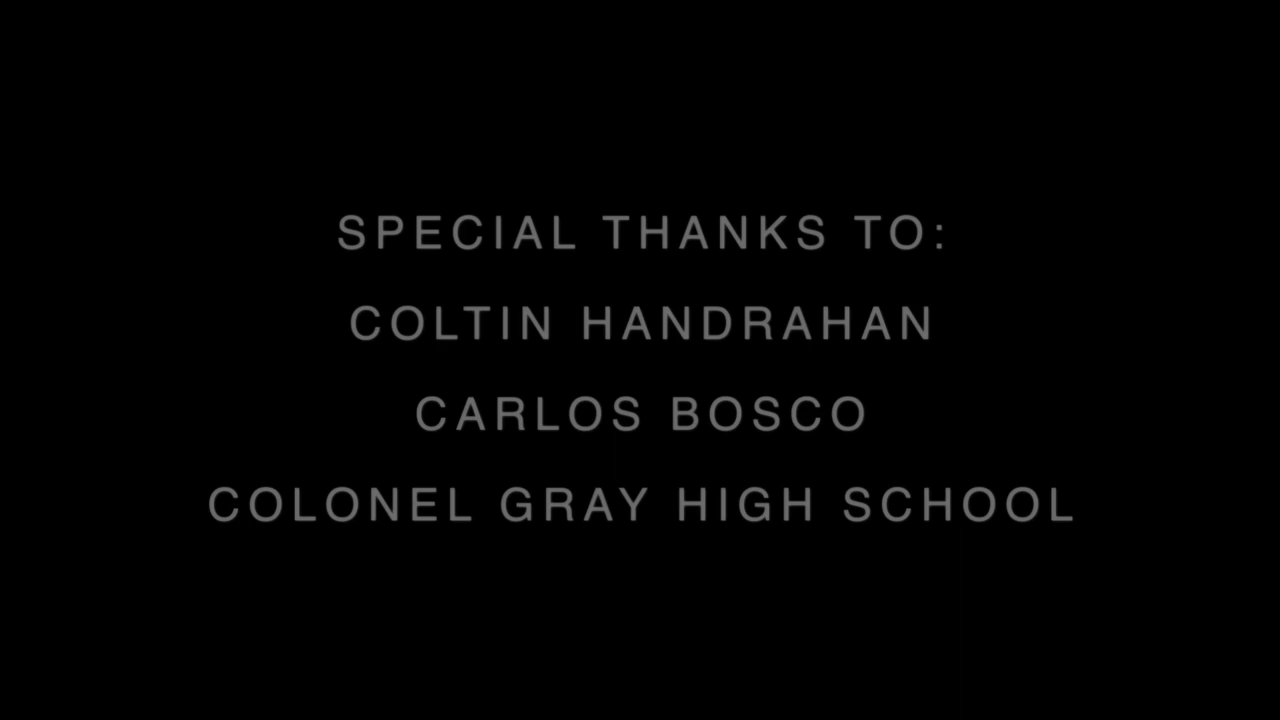 SPECIAL THANKS TO:
COLTIN HANDRAHAN
CARLOS BOSCO
COLONEL GRAY HIGH SCHOOL